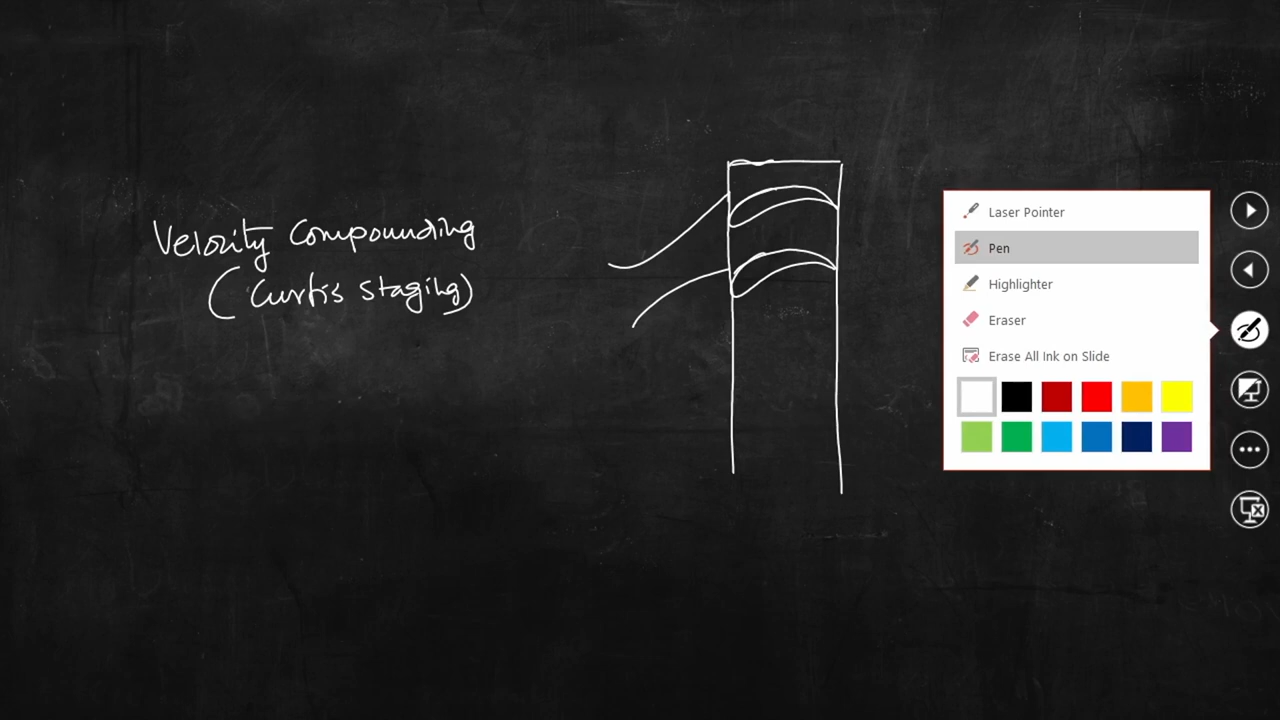 Velocity Compounding
(Curtis staging)
Laser Pointer
Pen
Highlighter
Eraser
Erase All Ink on Slide